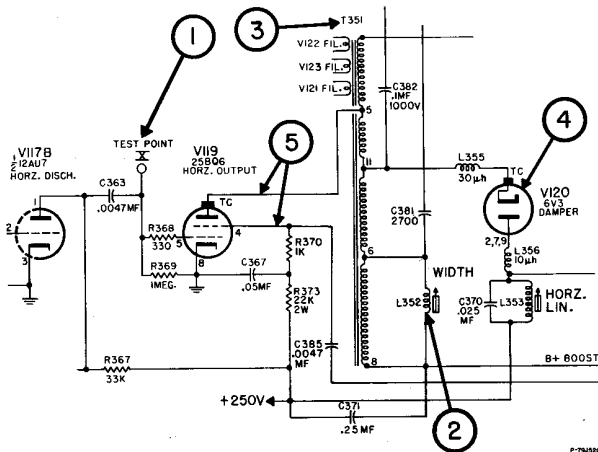 1
3
T351
V122 FIL.
V123 FIL.
V121 FIL.
C382
.1MF
1000V
5
4
V117B
½ 12AU7
HORZ. DISCH.
TEST POINT
V119
25BQ6
HORZ. OUTPUT
5
11
L355
30μh
TC
V120
6V3
DAMPER
1
2
3
C363
.0047MF
TC
4
5
8
R368
330
R369
1MEG.
C367
.05MF
R370
1K
R373
22K
2W
C381
2700
6
2,7,9
L356
10μh
WIDTH
L352
C370
.025
MF
L353
HORZ.
LIN.
C385
.0047
MF
8
R367
33K
B+ BOOST
+250V
C371
.25MF
2